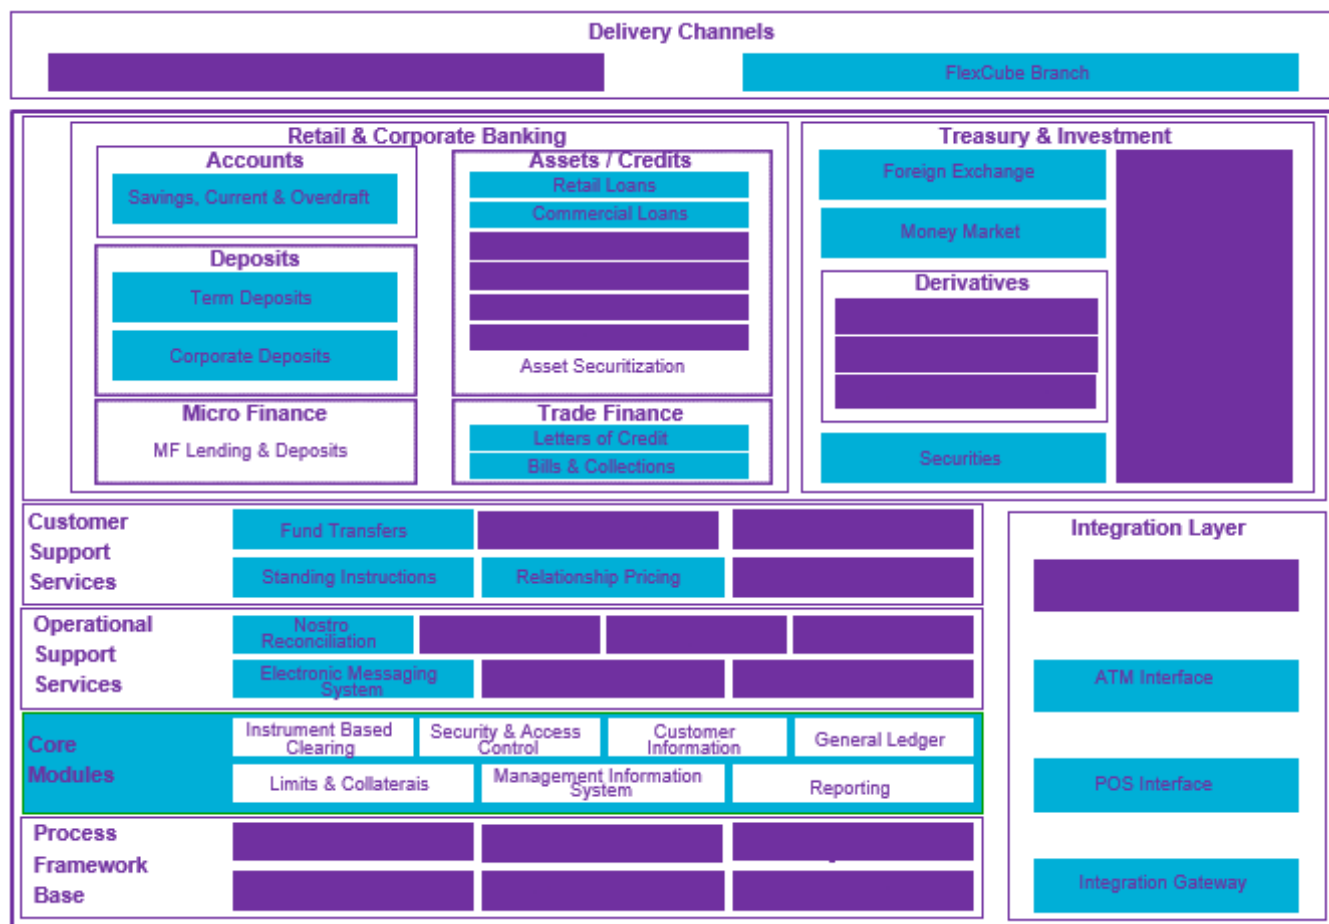 Delivery Channels
FlexCube Branch
Retail & Corporate Banking
Accounts
Savings, Current & Overdraft
Deposits
Term Deposits
Corporate Deposits
Micro Finance
MF Lending & Deposits
Assets / Credits
Retail Loans
Commercial Loans
Asset Securitization
Trade Finance
Letters of Credit
Bills & Collections
Treasury & Investment
Foreign Exchange
Money Market
Derivatives
Securities
Customer
Support
Services
Fund Transfers
Standing Instructions
Relationship Pricing
Operational
Support
Services
Nostro
Reconciliation
Electronic Messaging
System
Core
Modules
Instrument Based
Clearing
Security & Access
Control
Customer
Information
General Ledger
Limits & Collaterais
Management Information
System
Reporting
Process
Framework
Base
Integration Layer
ATM Interface
POS Interface
Integration Gateway